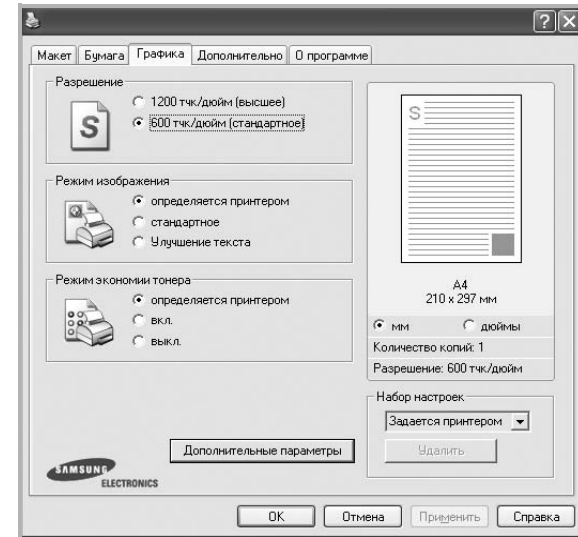 Макет
Бумага
Графика
Дополнительно
О программе
Разрешение
1200 тчк/дюйм (высшее)
600 тчк/дюйм (стандартное)
S
Режим изображения
определяется принтером
стандартное
Улучшение текста
Режим экономии тонера
определяется принтером
вкл.
выкл.
S
A4
210 x 297 мм
мм
дюймы
Количество копий: 1
Разрешение: 600 тчк/дюйм
Набор настроек
Задается принтером
Удалить
Дополнительные параметры
SAMSUNG
ELECTRONICS
OK
Отмена
Применить
Справка